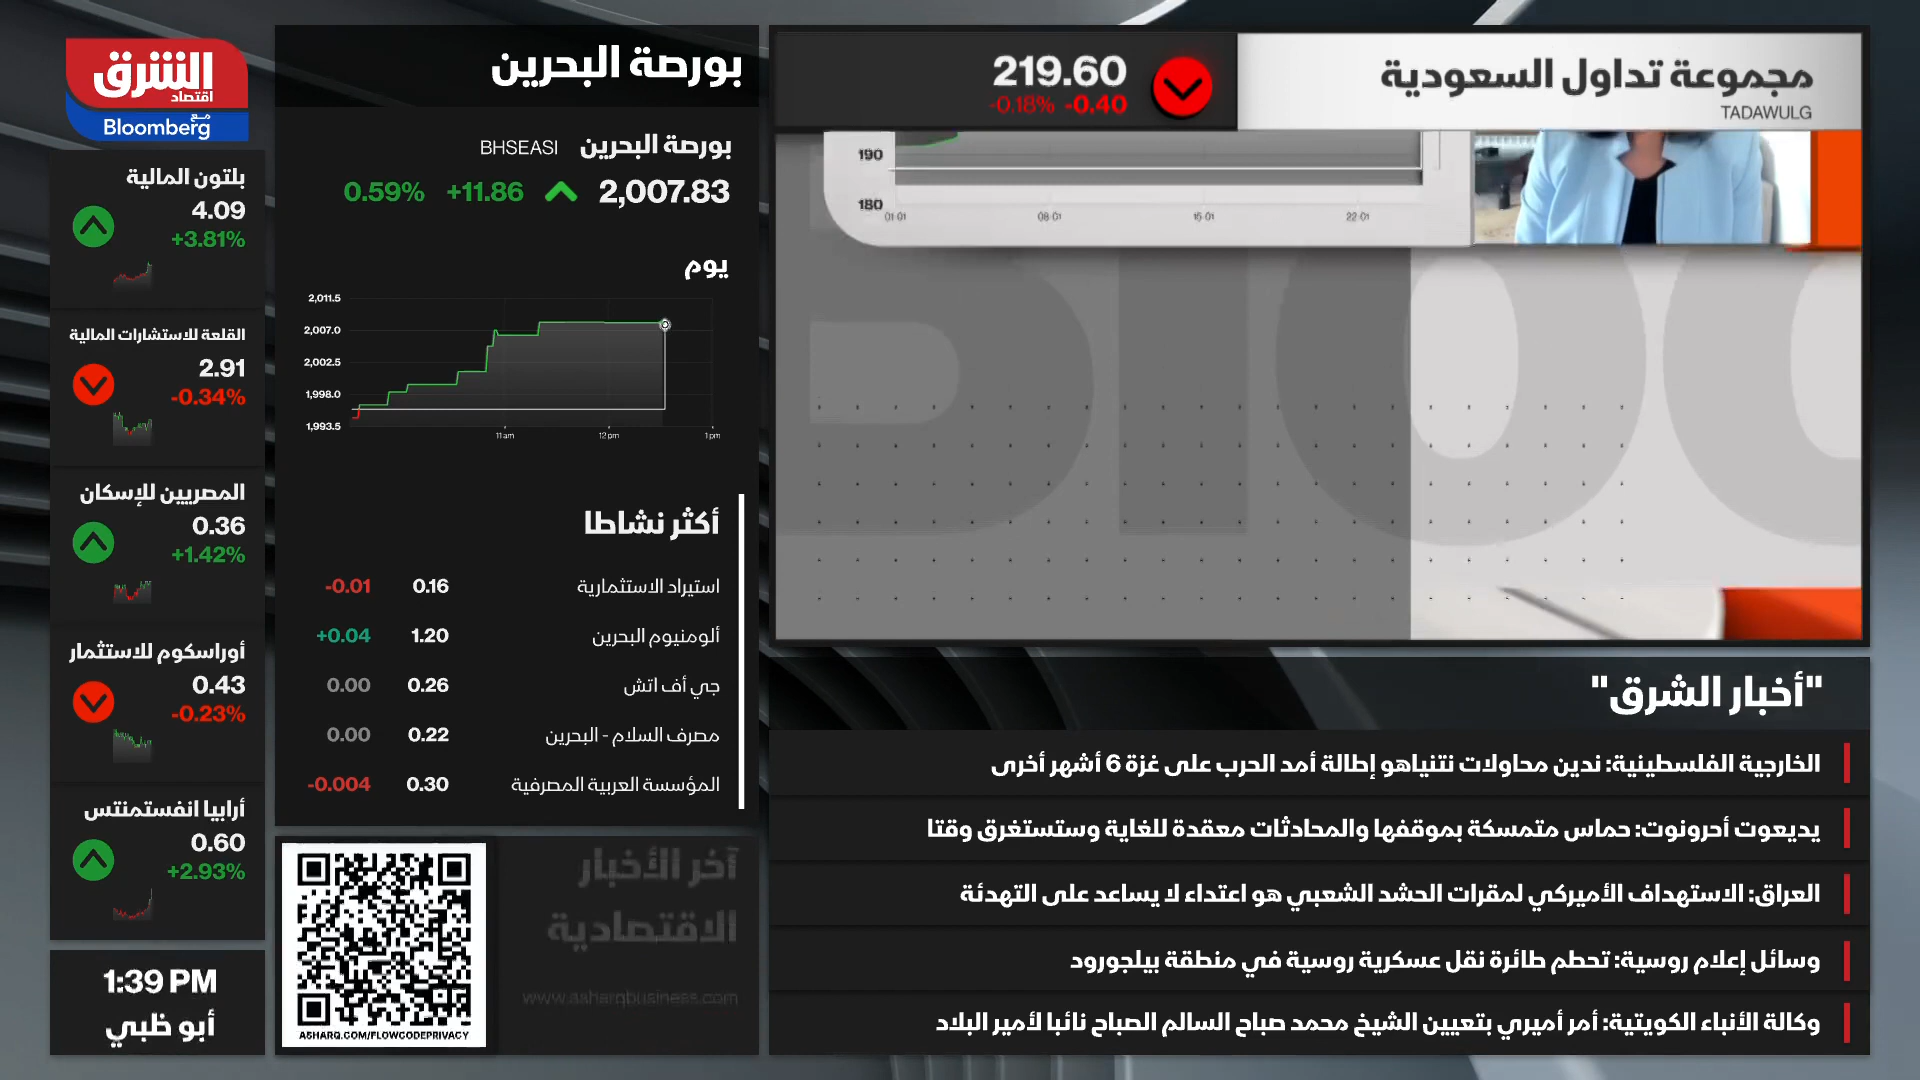 الشرق
اقتصاد
مع
Bloomberg
بلتون المالية
4.09
+3.81%
القلعة للاستشارات المالية
2.91
-0.34%
المصريين للإسكان
0.36
+1.42%
أوراسكوم للاستثمار
0.43
-0.23%
أرابيا انفستمنتس
0.60
+2.93%
1:39 PM
أبو ظبي
بورصة البحرين
بورصة البحرين BHSEASI
2,007.83 +11.86 0.59%
يوم
2,011.5
2,007.0
2,002.5
1,998.0
1,993.5
11am 12pm 1pm
أكثر نشاطا
استيراد الاستثمارية 0.16 -0.01
ألومنيوم البحرين 1.20 +0.04
جي أف اتش 0.26 0.00
مصرف السلام - البحرين 0.22 0.00
المؤسسة العربية المصرفية 0.30 -0.004
ASHARQ.COM/FLOWCODEPRIVACY
آخر الأخبار
الاقتصادية
www.asharqbusiness.com
مجموعة تداول السعودية
TADAWULG
219.60
-0.18% -0.40
190
180
01-01 08-01 15-01 22-01
"أخبار الشرق"
الخارجية الفلسطينية: ندين محاولات نتنياهو إطالة أمد الحرب على غزة 6 أشهر أخرى
يديعوت أحرونوت: حماس متمسكة بموقفها والمحادثات معقدة للغاية وستستغرق وقتا
العراق: الاستهداف الأميركي لمقرات الحشد الشعبي هو اعتداء لا يساعد على التهدئة
وسائل إعلام روسية: تحطم طائرة نقل عسكرية روسية في منطقة بيلجورود
وكالة الأنباء الكويتية: أمر أميري بتعيين الشيخ محمد صباح السالم الصباح نائبا لأمير البلاد